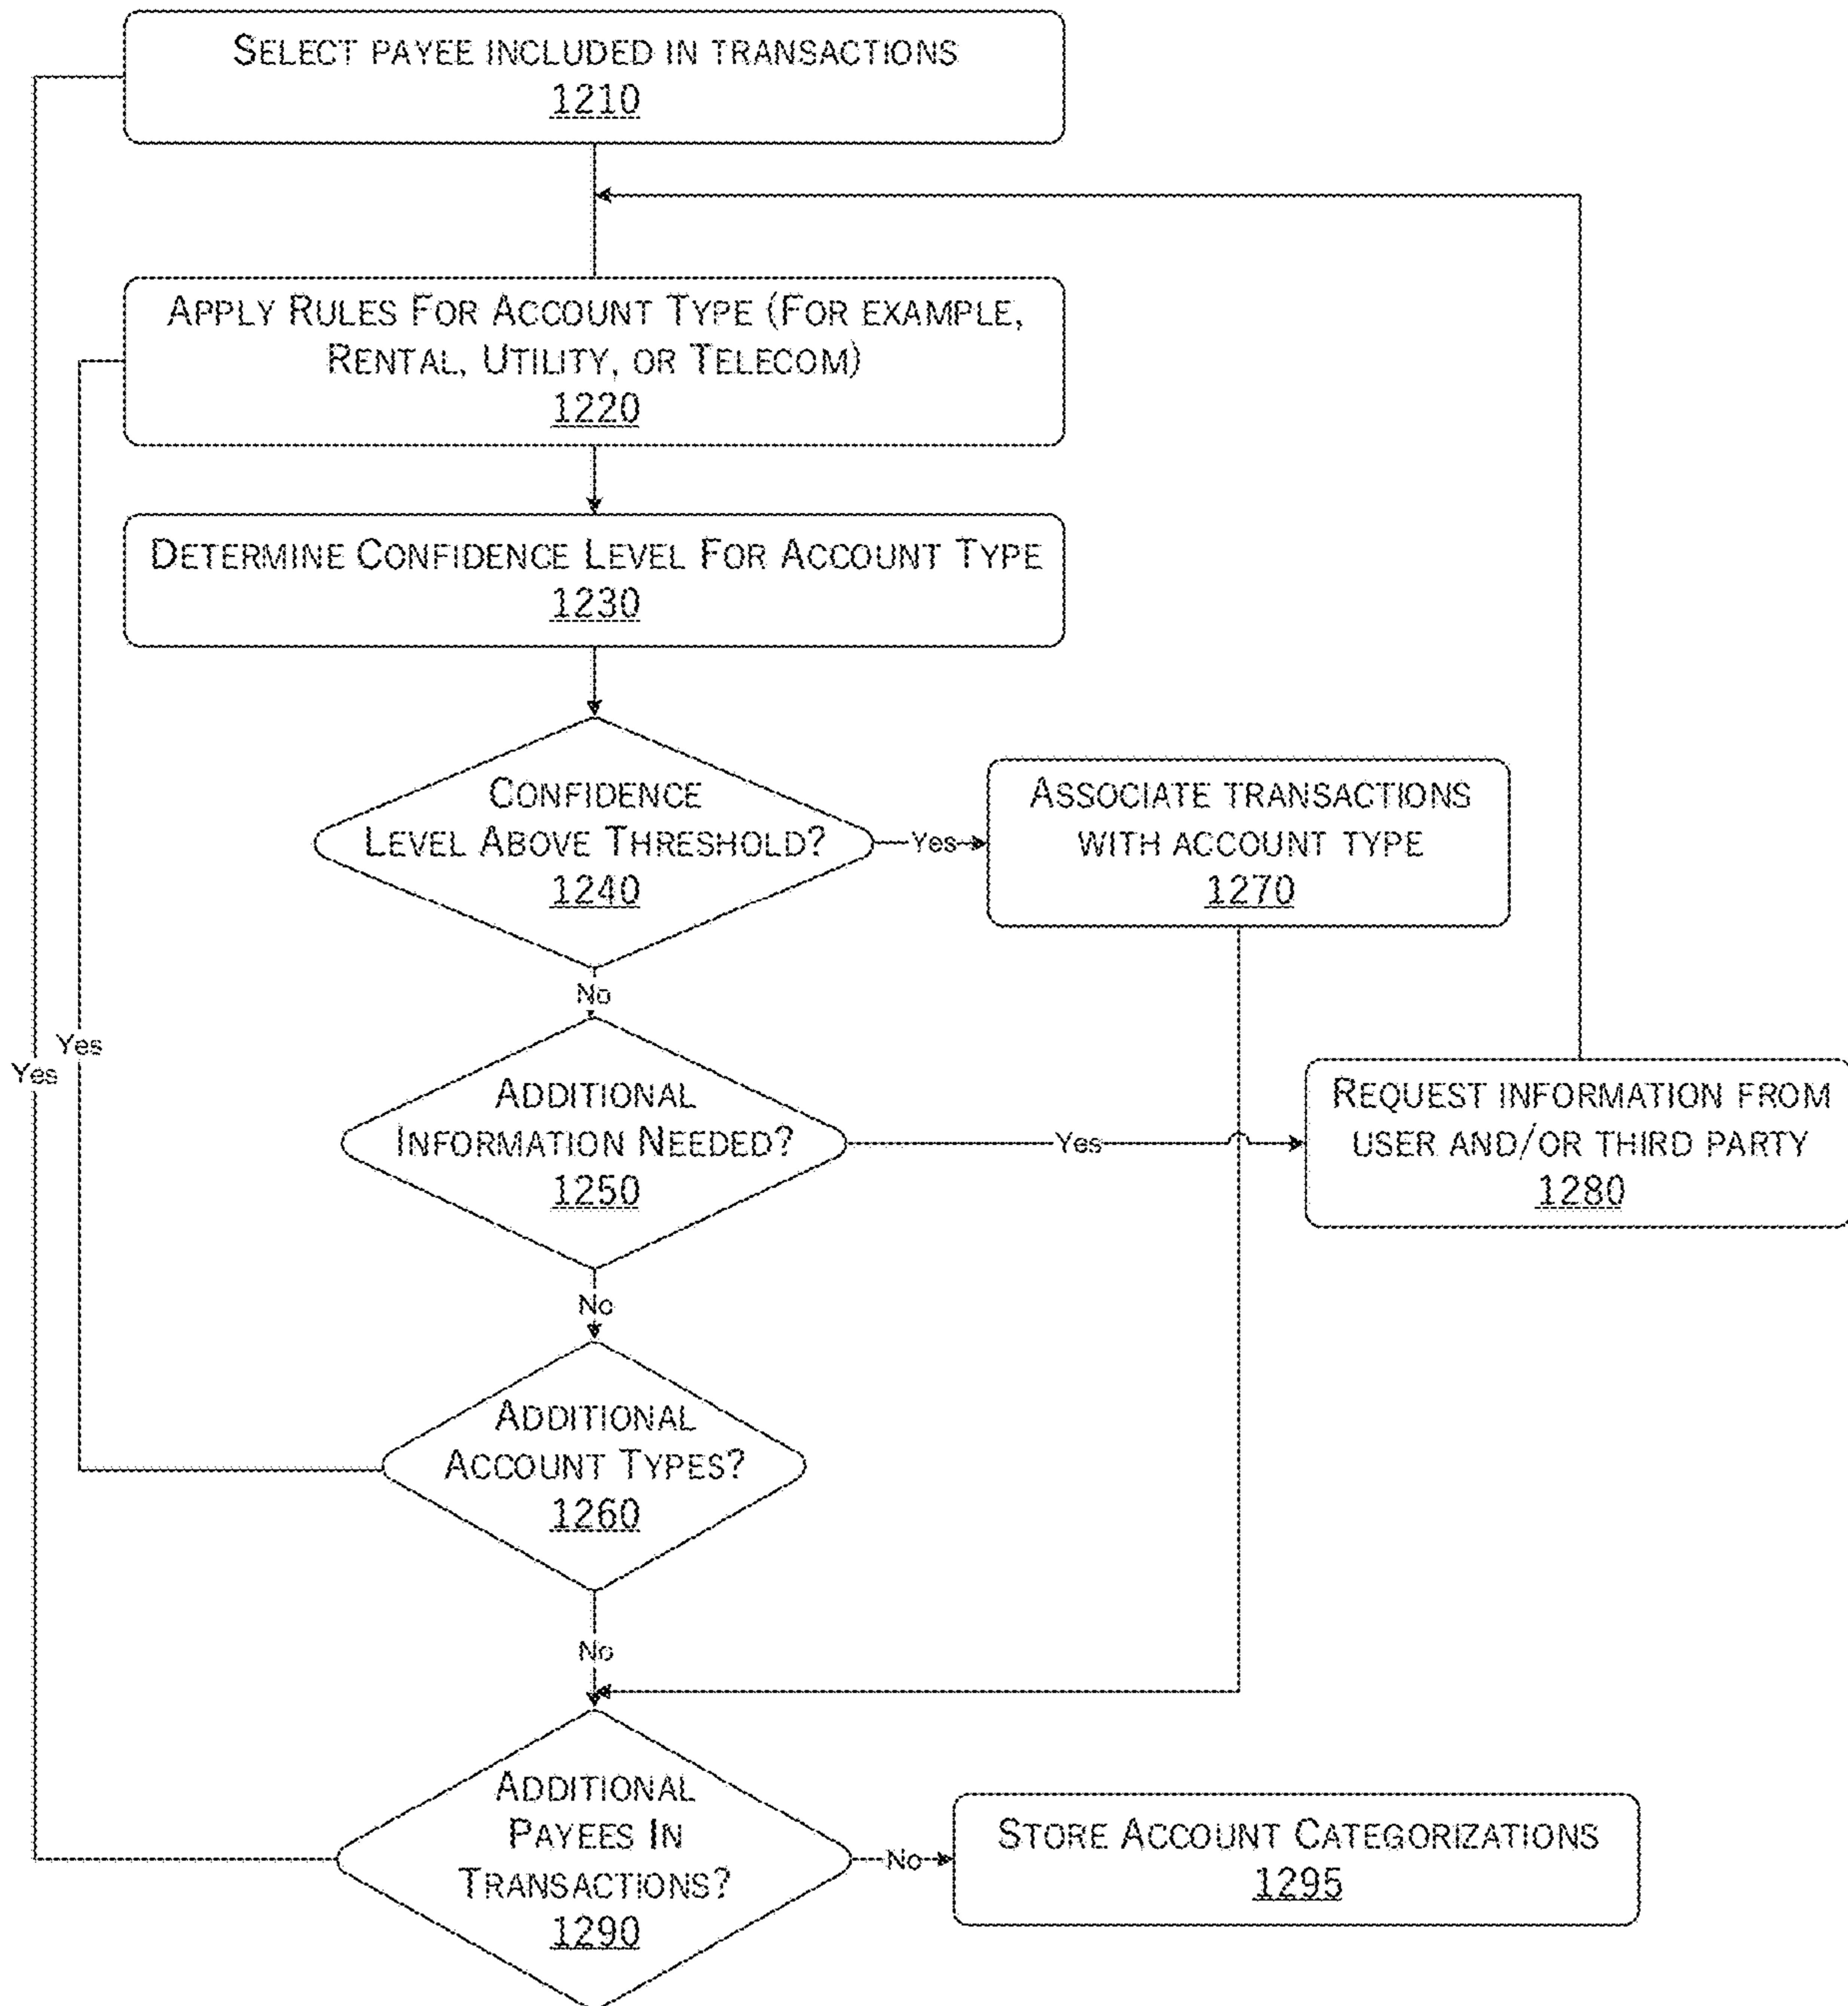 SELECT PAYEE INCLUDED IN TRANSACTIONS
1210
APPLY RULES FOR ACCOUNT TYPE (FOR EXAMPLE,
RENTAL, UTILITY, OR TELECOM)
1220
DETERMINE CONFIDENCE LEVEL FOR ACCOUNT TYPE
1230
CONFIDENCE
LEVEL ABOVE THRESHOLD?
1240
Yes
ASSOCIATE TRANSACTIONS
WITH ACCOUNT TYPE
1270
No
Yes
Yes
ADDITIONAL
INFORMATION NEEDED?
1250
Yes
REQUEST INFORMATION FROM
USER AND/OR THIRD PARTY
1280
No
ADDITIONAL
ACCOUNT TYPES?
1260
No
ADDITIONAL
PAYEES IN
TRANSACTIONS?
1290
No
STORE ACCOUNT CATEGORIZATIONS
1295